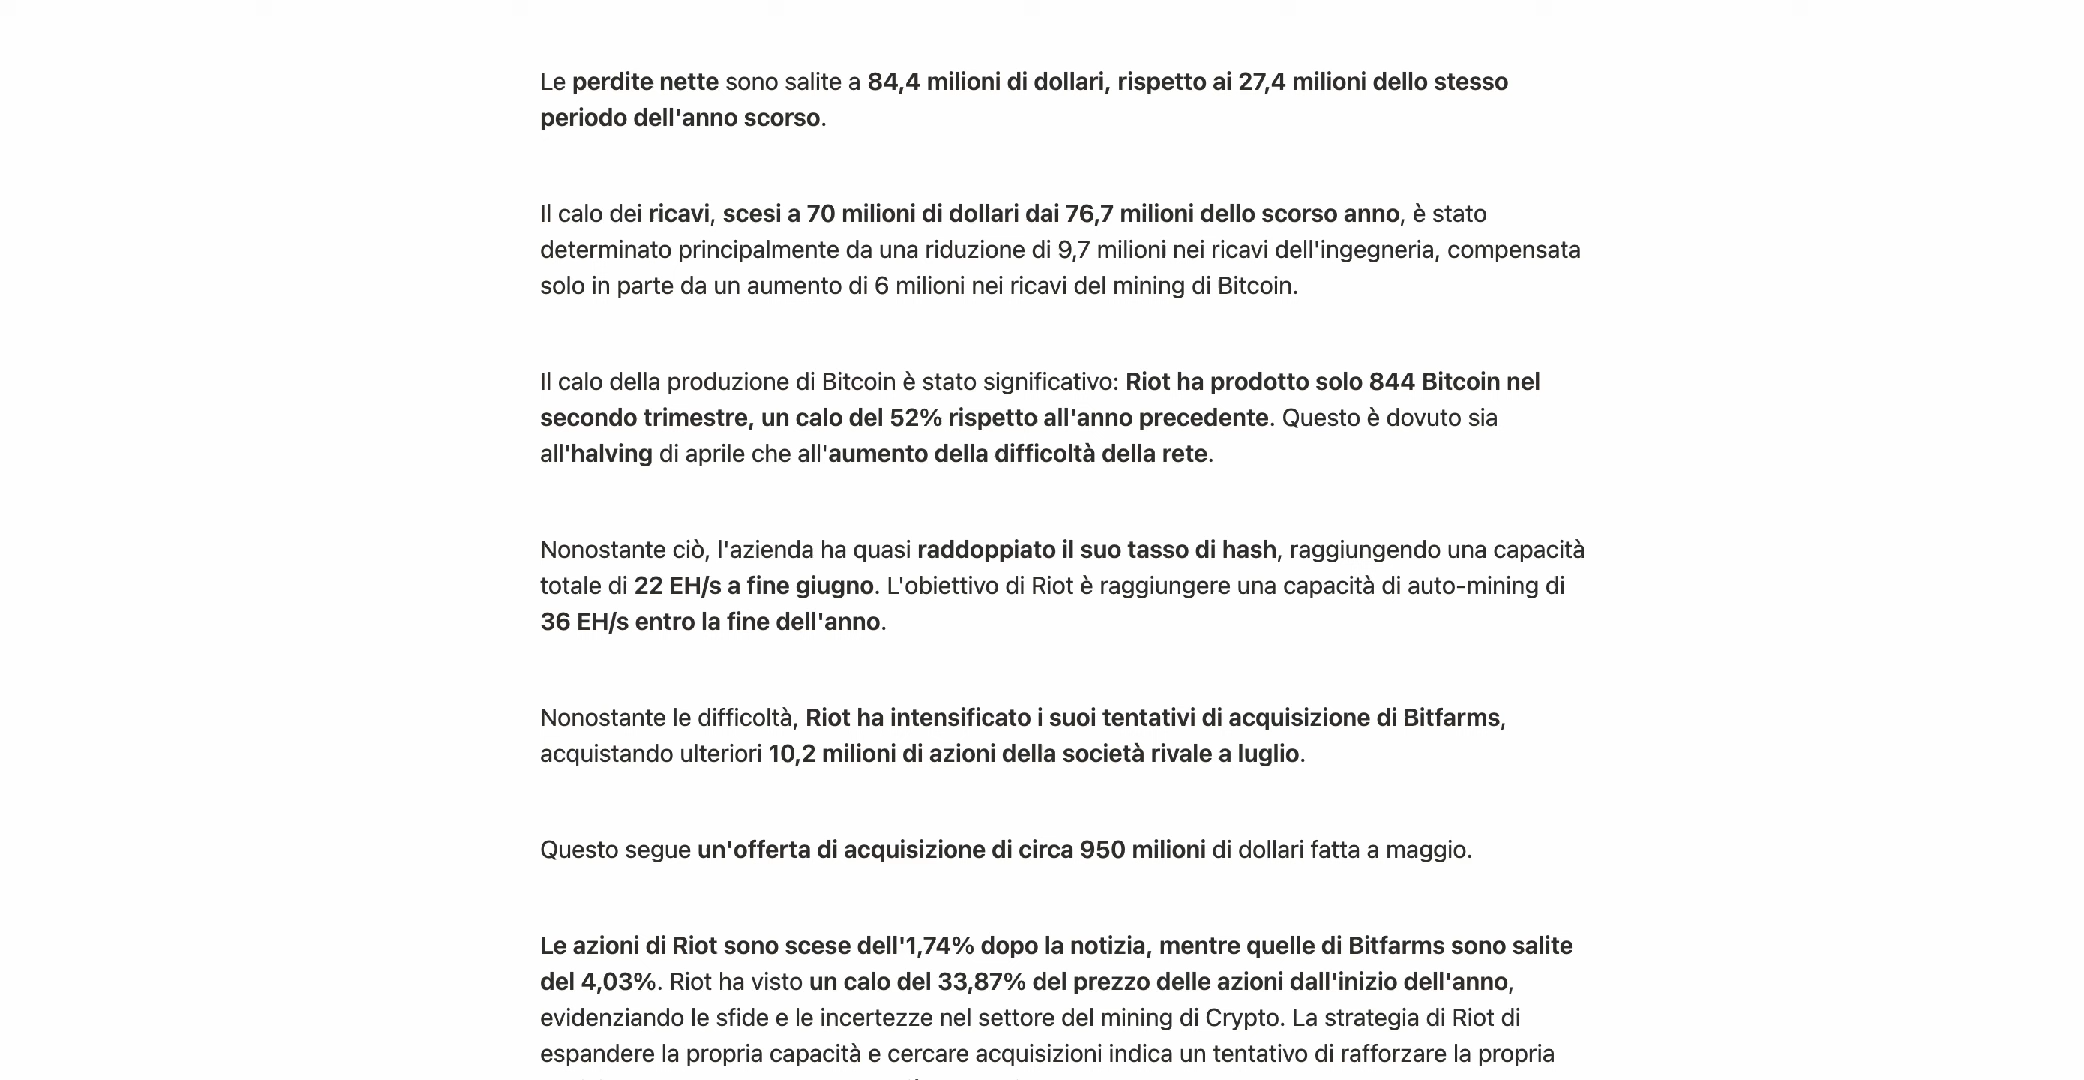 Le perdite nette sono salite a 84,4 milioni di dollari, rispetto ai 27,4 milioni dello stesso
periodo dell'anno scorso.
Il calo dei ricavi, scesi a 70 milioni di dollari dai 76,7 milioni dello scorso anno, è stato
determinato principalmente da una riduzione di 9,7 milioni nei ricavi dell'ingegneria, compensata
solo in parte da un aumento di 6 milioni nei ricavi del mining di Bitcoin.
Il calo della produzione di Bitcoin è stato significativo: Riot ha prodotto solo 844 Bitcoin nel
secondo trimestre, un calo del 52% rispetto all'anno precedente. Questo è dovuto sia
all'halving di aprile che all'aumento della difficoltà della rete.
Nonostante ciò, l'azienda ha quasi raddoppiato il suo tasso di hash, raggiungendo una capacità
totale di 22 EH/s a fine giugno. L'obiettivo di Riot è raggiungere una capacità di auto-mining di
36 EH/s entro la fine dell'anno.
Nonostante le difficoltà, Riot ha intensificato i suoi tentativi di acquisizione di Bitfarms,
acquistando ulteriori 10,2 milioni di azioni della società rivale a luglio.
Questo segue un'offerta di acquisizione di circa 950 milioni di dollari fatta a maggio.
Le azioni di Riot sono scese dell'1,74% dopo la notizia, mentre quelle di Bitfarms sono salite
del 4,03%. Riot ha visto un calo del 33,87% del prezzo delle azioni dall'inizio dell'anno,
evidenziando le sfide e le incertezze nel settore del mining di Crypto. La strategia di Riot di
espandere la propria capacità e cercare acquisizioni indica un tentativo di rafforzare la propria